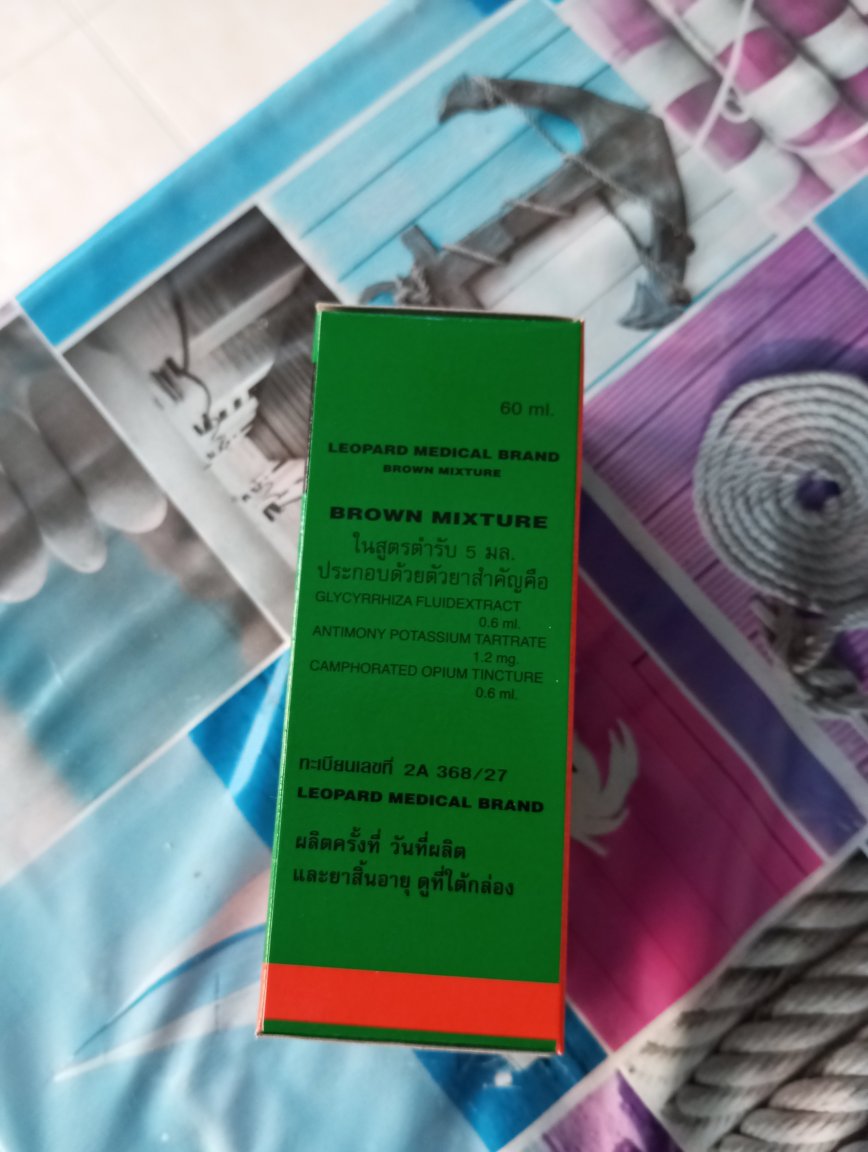 60 ml.
LEOPARD MEDICAL BRAND
BROWN MIXTURE
BROWN MIXTURE
ในสูตรตำรับ 5 มล.
ประกอบด้วยตัวยาสำคัญคือ
GLYCYRRHIZA FLUIDEXTRACT
0.6 ml.
ANTIMONY POTASSIUM TARTRATE
1.2 mg
CAMPHORATED OPIUM TINCTURE
0.6 ml.
ทะเบียนเลขที่ 2A 368/27
LEOPARD MEDICAL BRAND
ผลิตครั้งที่ วันที่ผลิต
และยาสิ้นอายุ ดูที่ใต้กล่อง